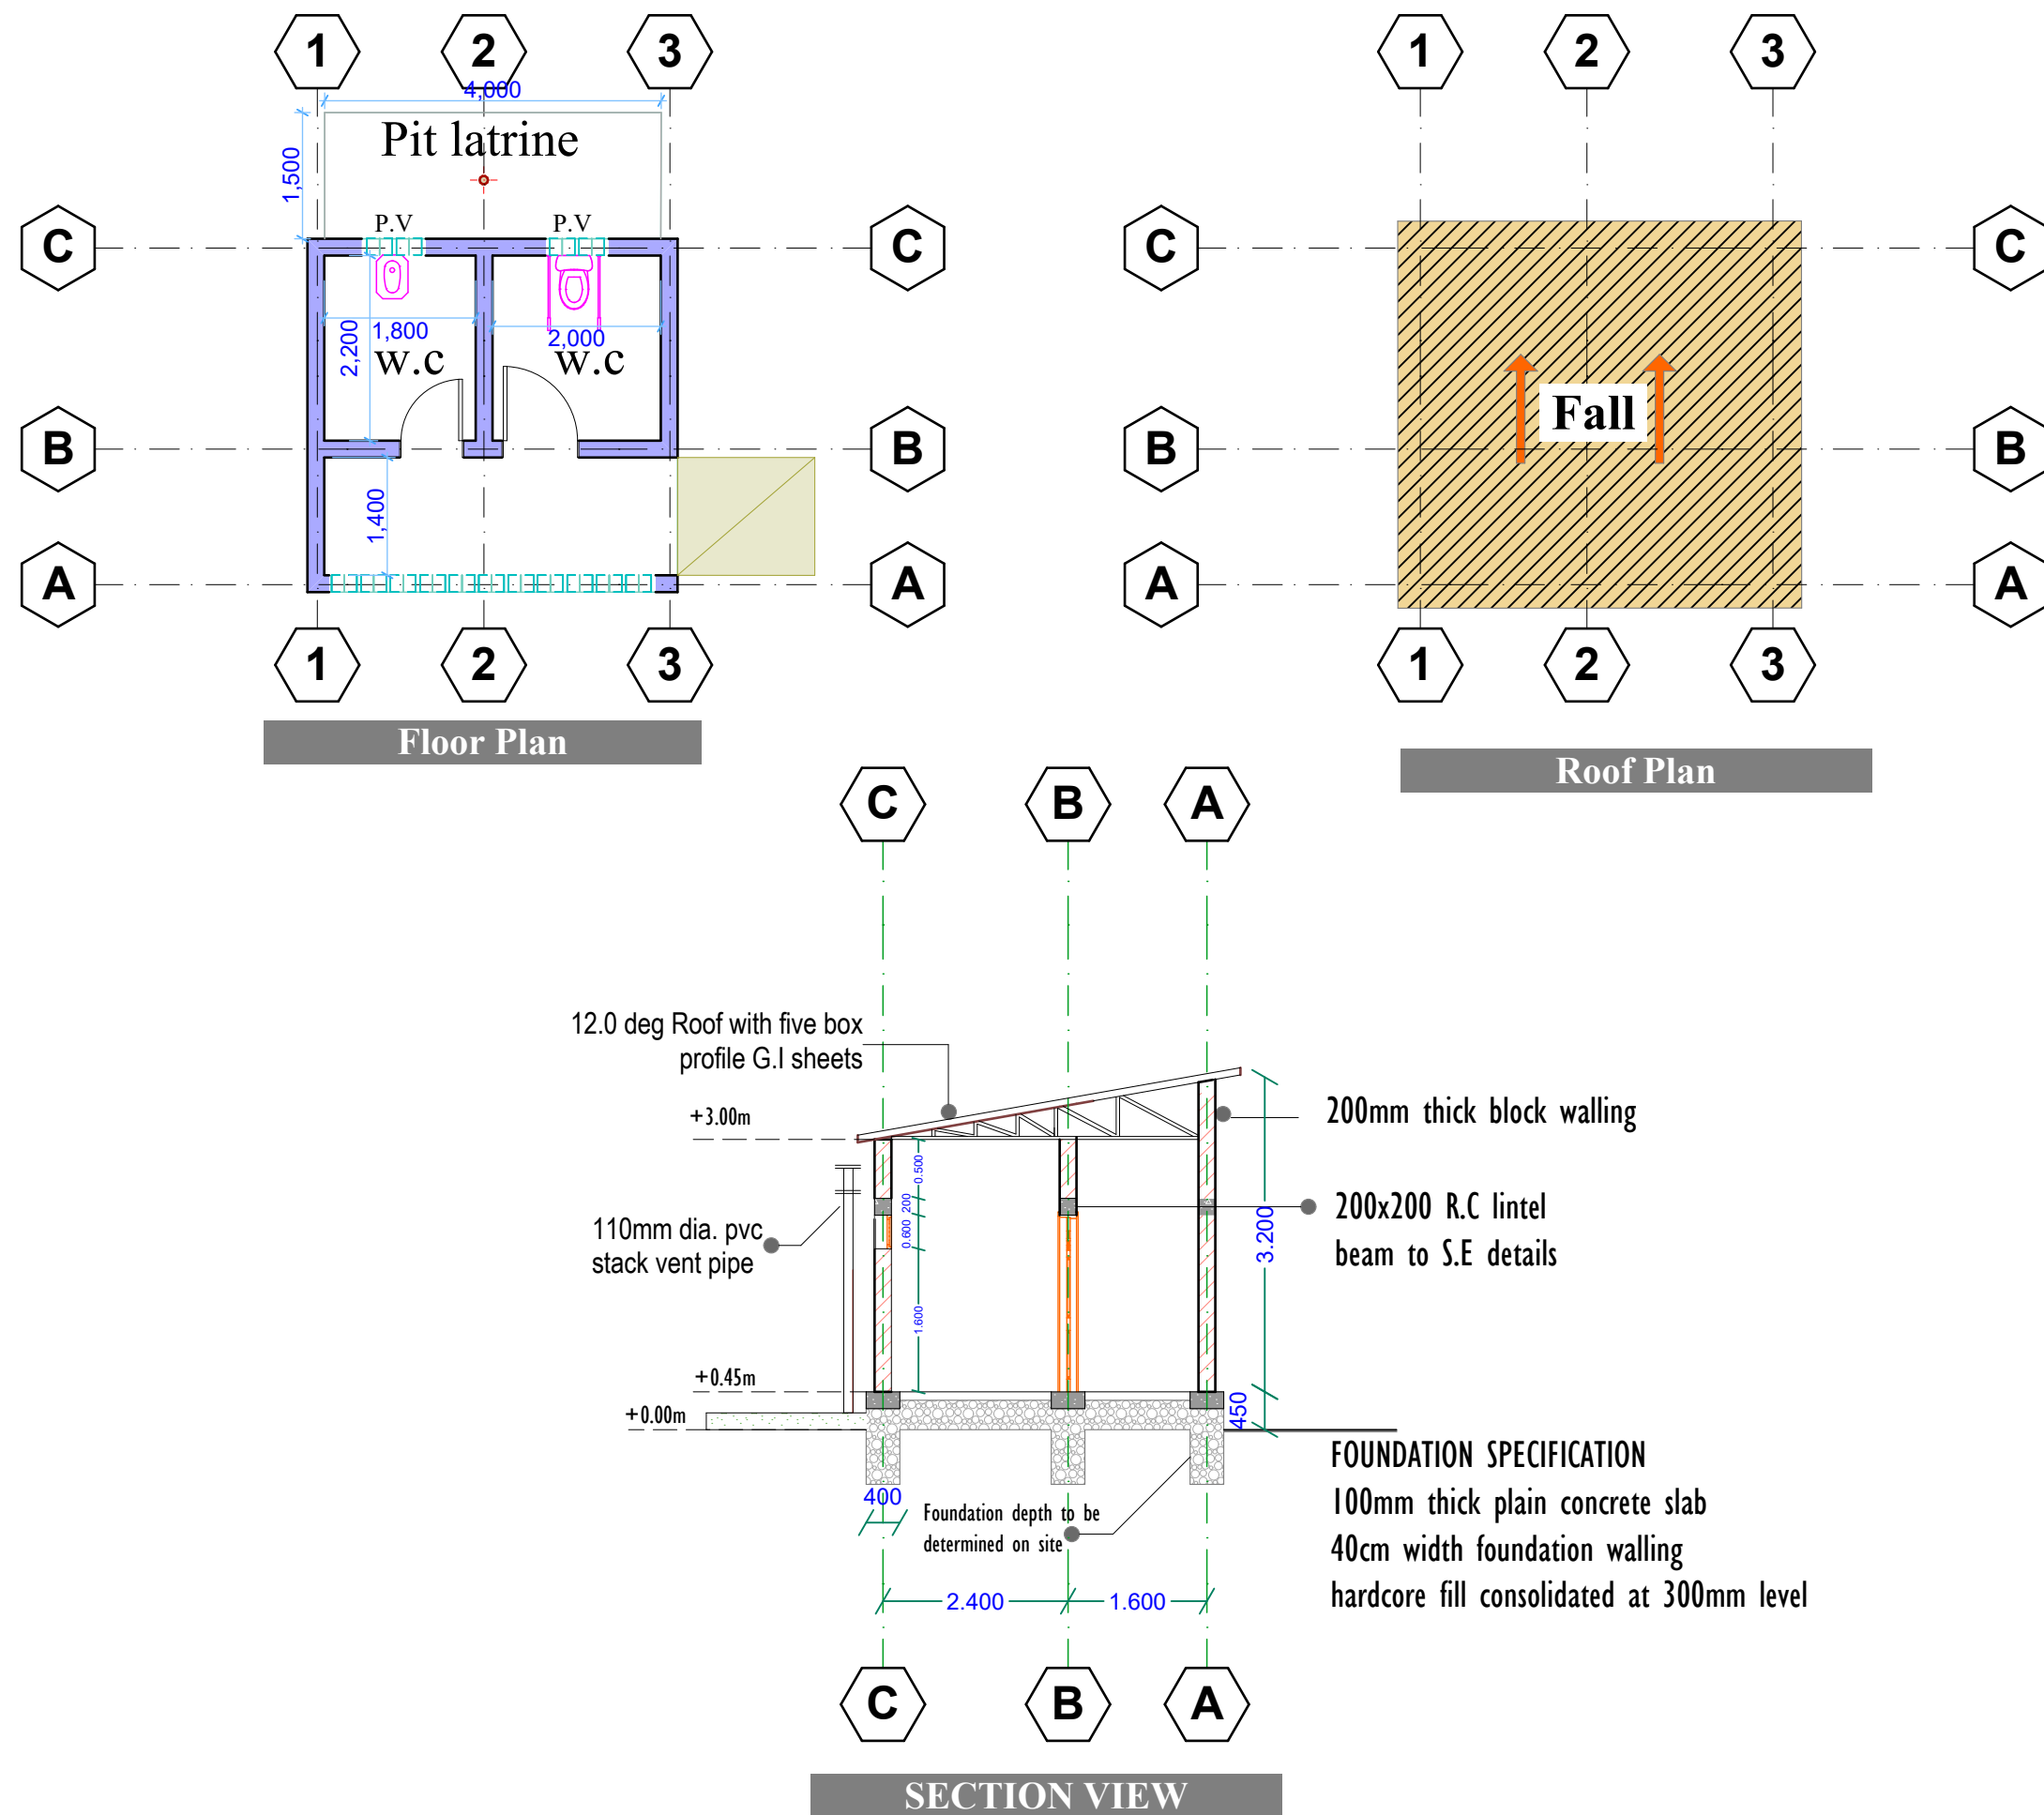 1 2 3
4,000
Pit latrine
1,500
P.V P.V
C C
1,800
2,000
2,200
w.c w.c
B B
1,400
A A
1 2 3
Floor Plan
1 2 3
C C
Fall
B B
A A
1 2 3
Roof Plan
C B A
12.0 deg Roof with five box
profile G.I sheets
+3.00m
200mm thick block walling
0.500
200
0.600
1.600
110mm dia. pvc
stack vent pipe
200x200 R.C lintel
beam to S.E details
3.200
+0.45m
+0.00m
450
400
Foundation depth to be
determined on site
FOUNDATION SPECIFICATION
100mm thick plain concrete slab
40cm width foundation walling
hardcore fill consolidated at 300mm level
2.400 1.600
C B A
SECTION VIEW